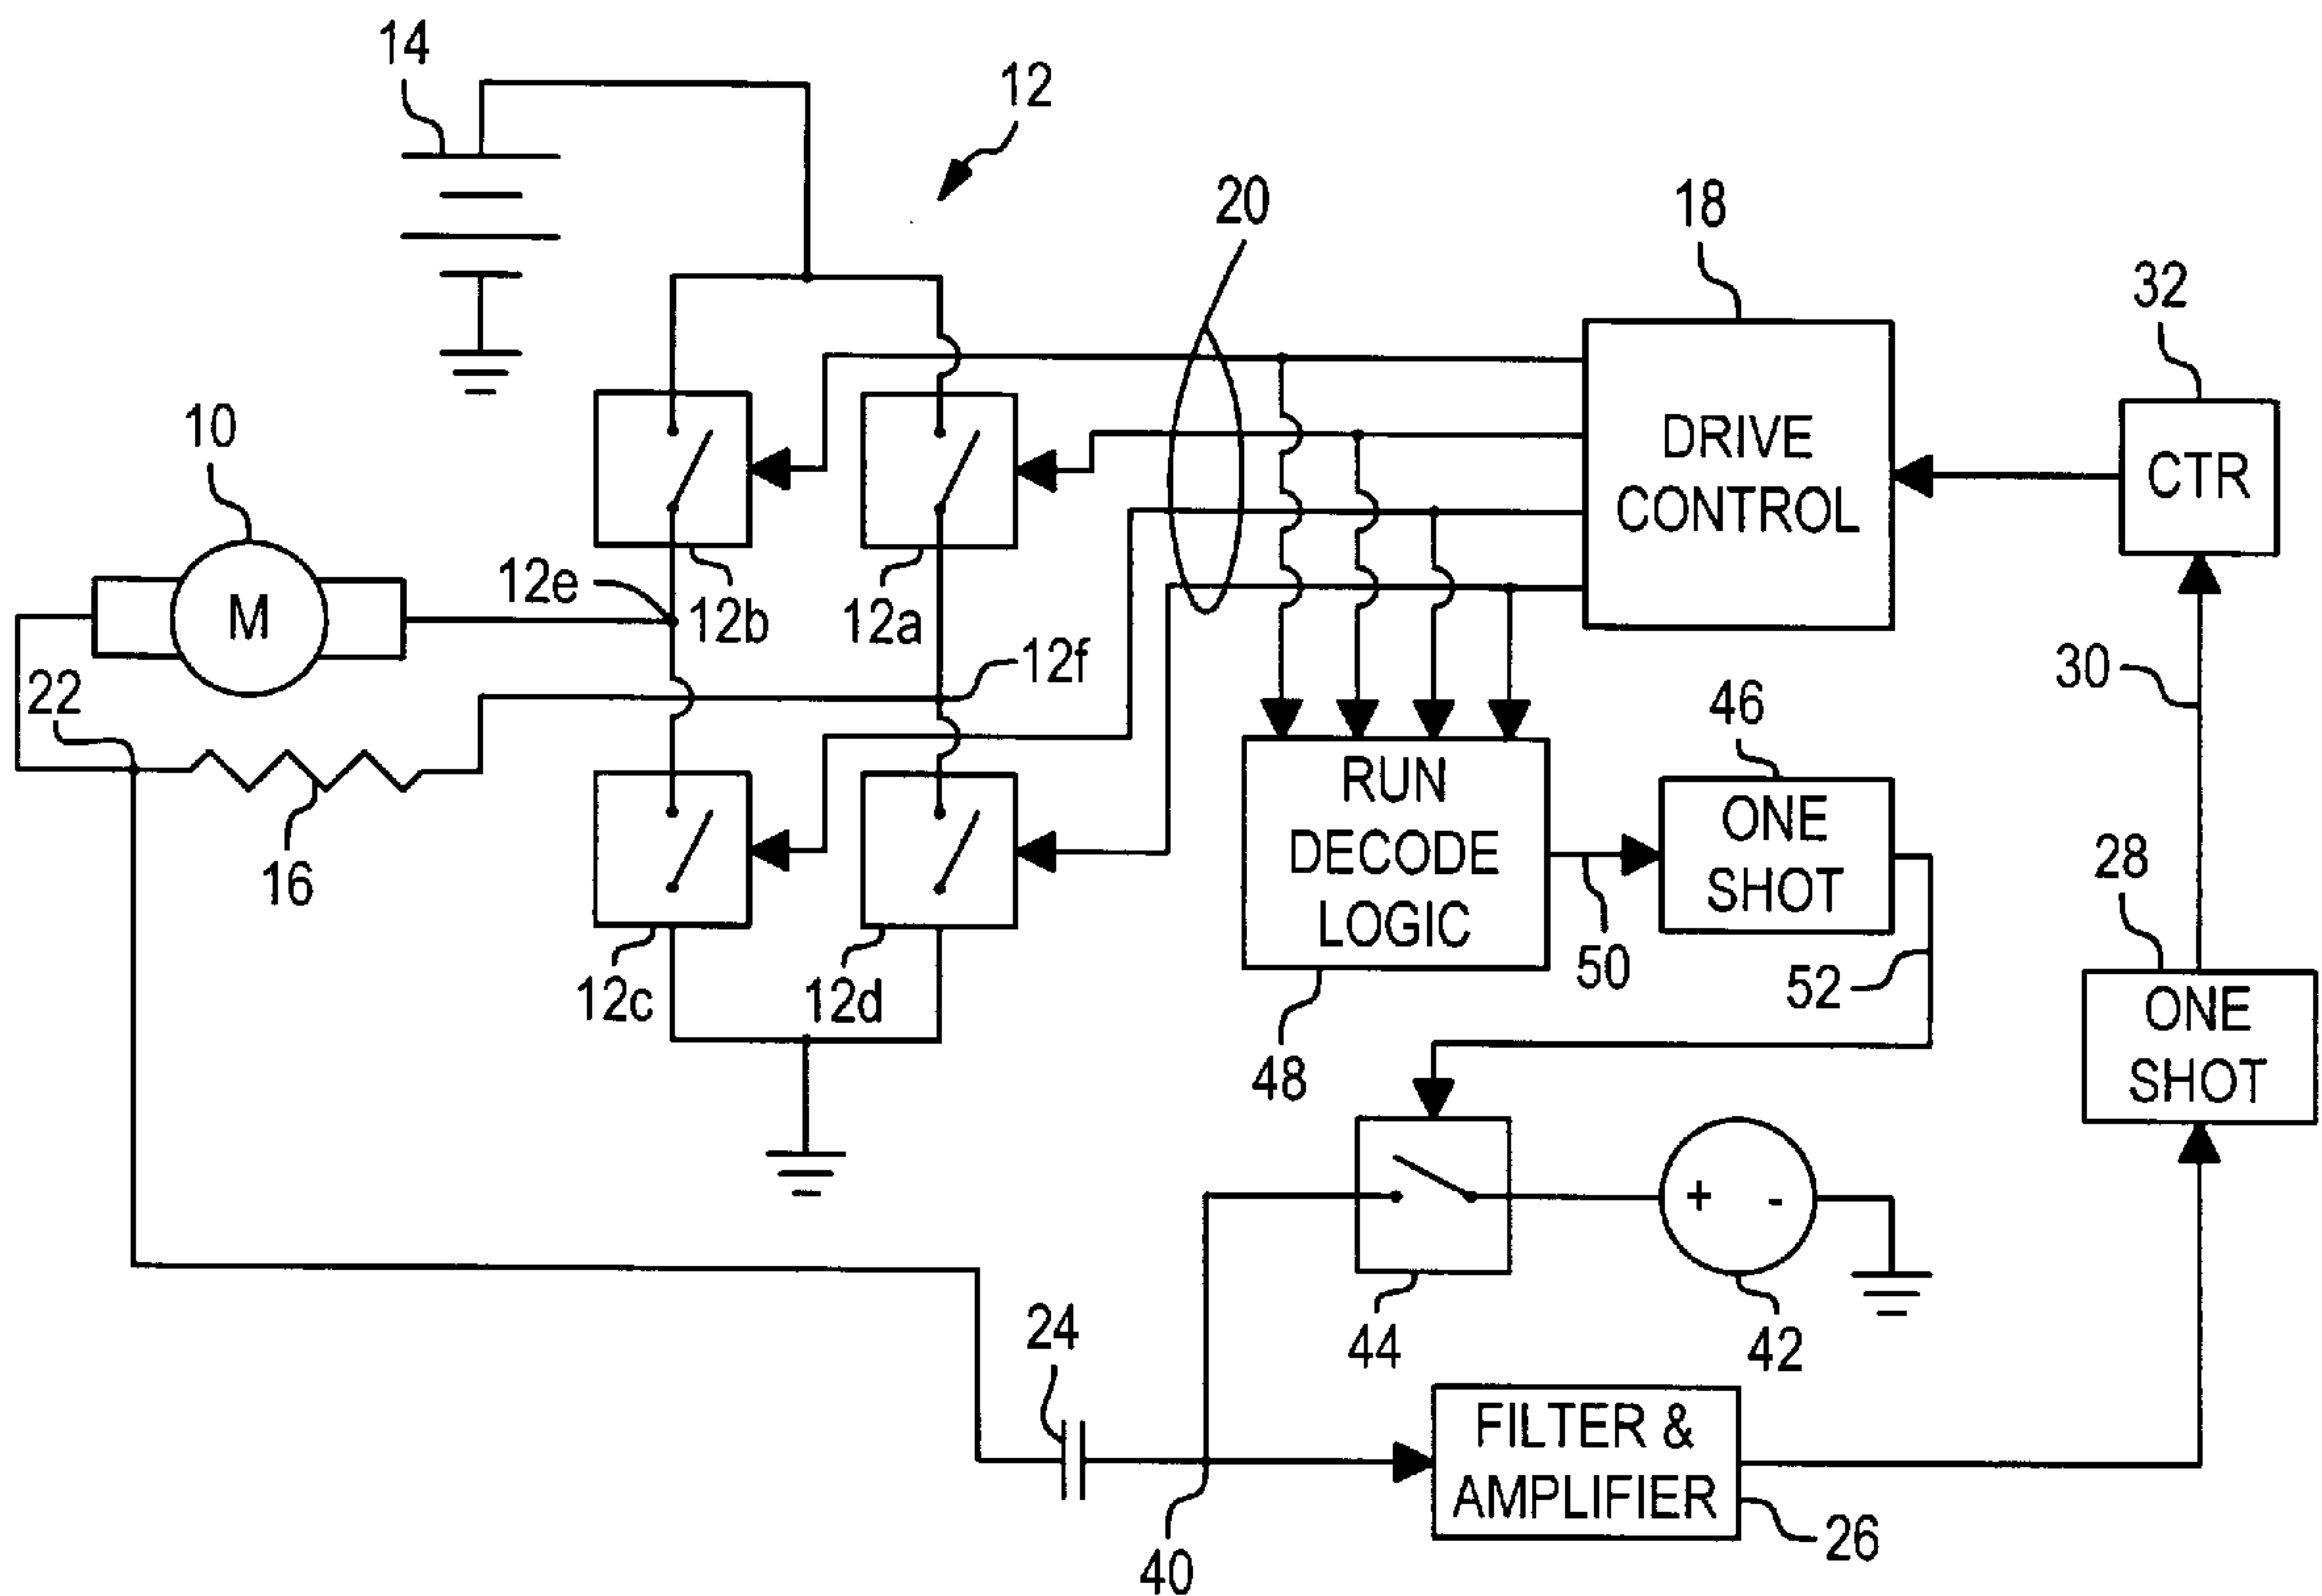 14
12
20
18
32
10
DRIVE
CONTROL
CTR
12e
M
12b
12a
12f
22
30
46
RUN
DECODE
LOGIC
ONE
SHOT
16
28
12c
12d
50
52
48
ONE
SHOT
+ -
24
44
42
FILTER &
AMPLIFIER
40
26